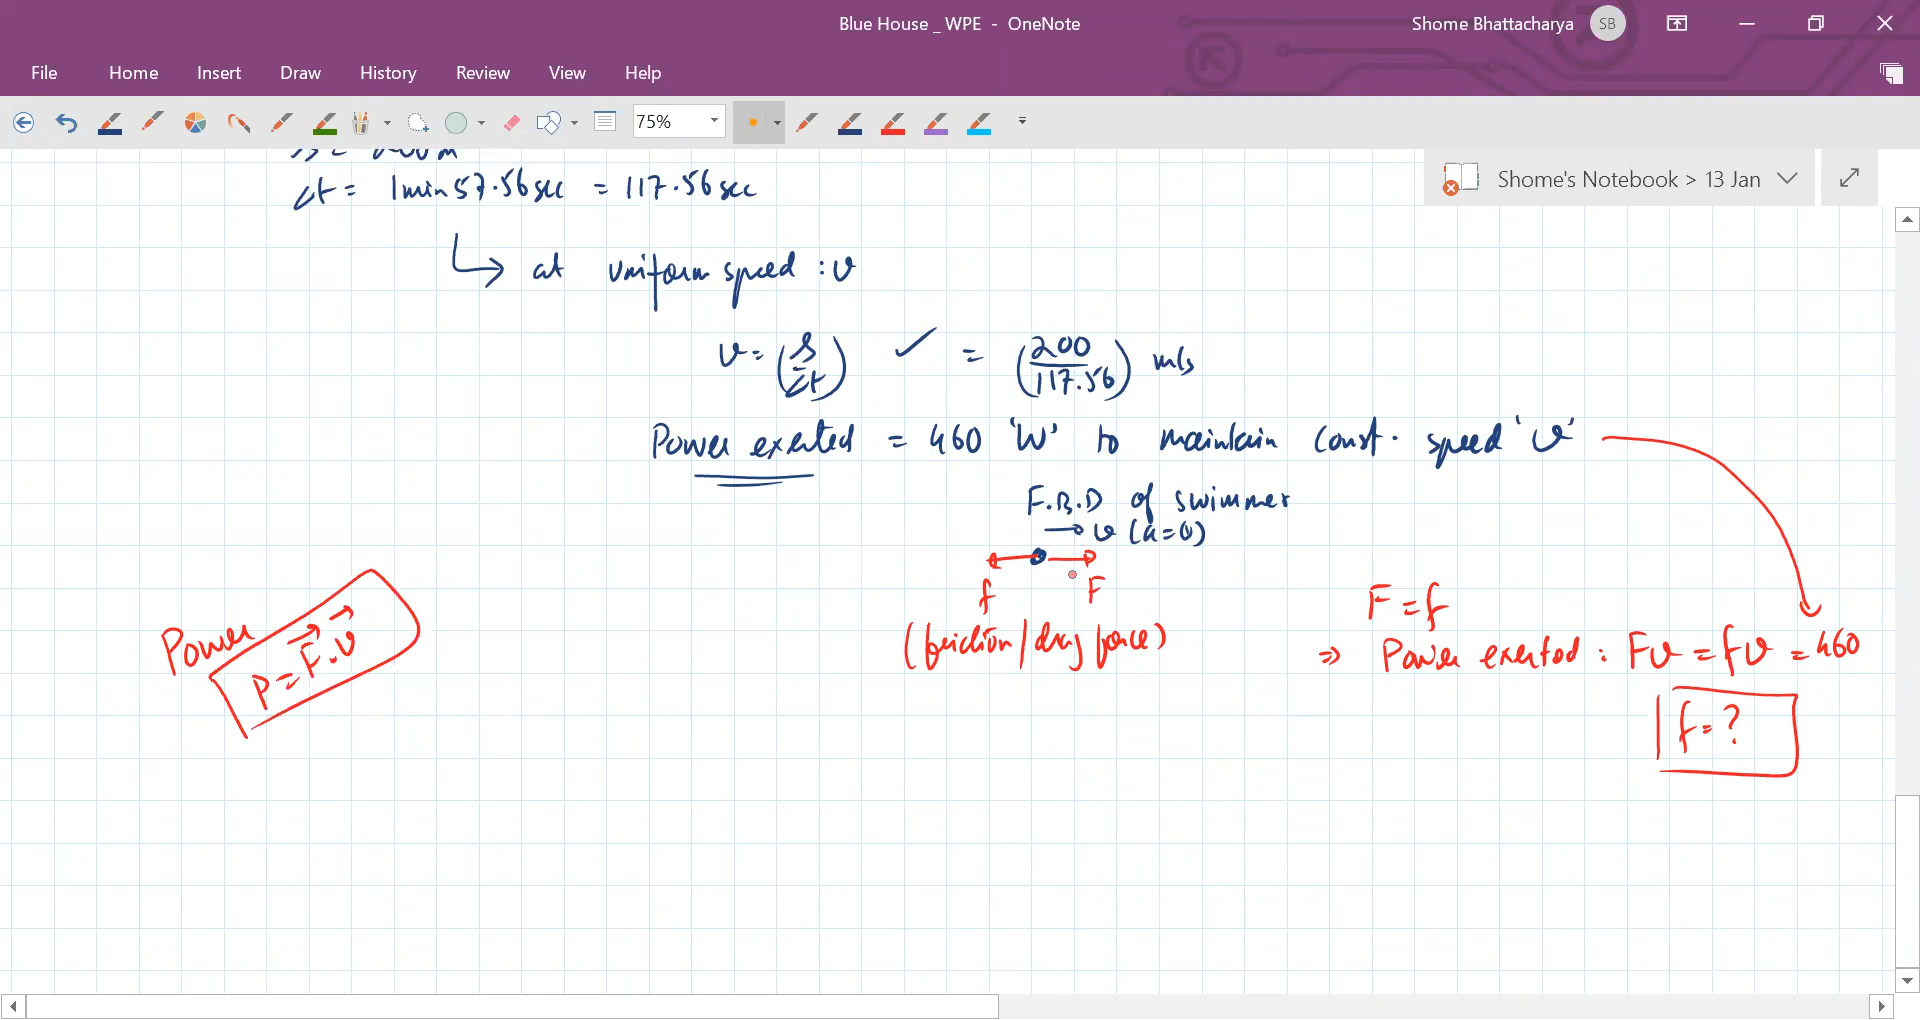 Blue House _ WPE - OneNote
Shome Bhattacharya SB
File Home Insert Draw History Review View Help
75%
Shome's Notebook > 13 Jan
Δt = 1min 57.56 sec = 117.56 sec
↳ at uniform speed : v
v = (s/Δt) ✓ = (200/117.56) m/s
Power exerted = 460 'W' to maintain const. speed 'v'
F.B.D of swimmer
→ v (a=0)
f F
(friction/drag force)
F = f
⇒ Power exerted : Fv = fv = 460
f = ?
Power
P = F⃗.v⃗